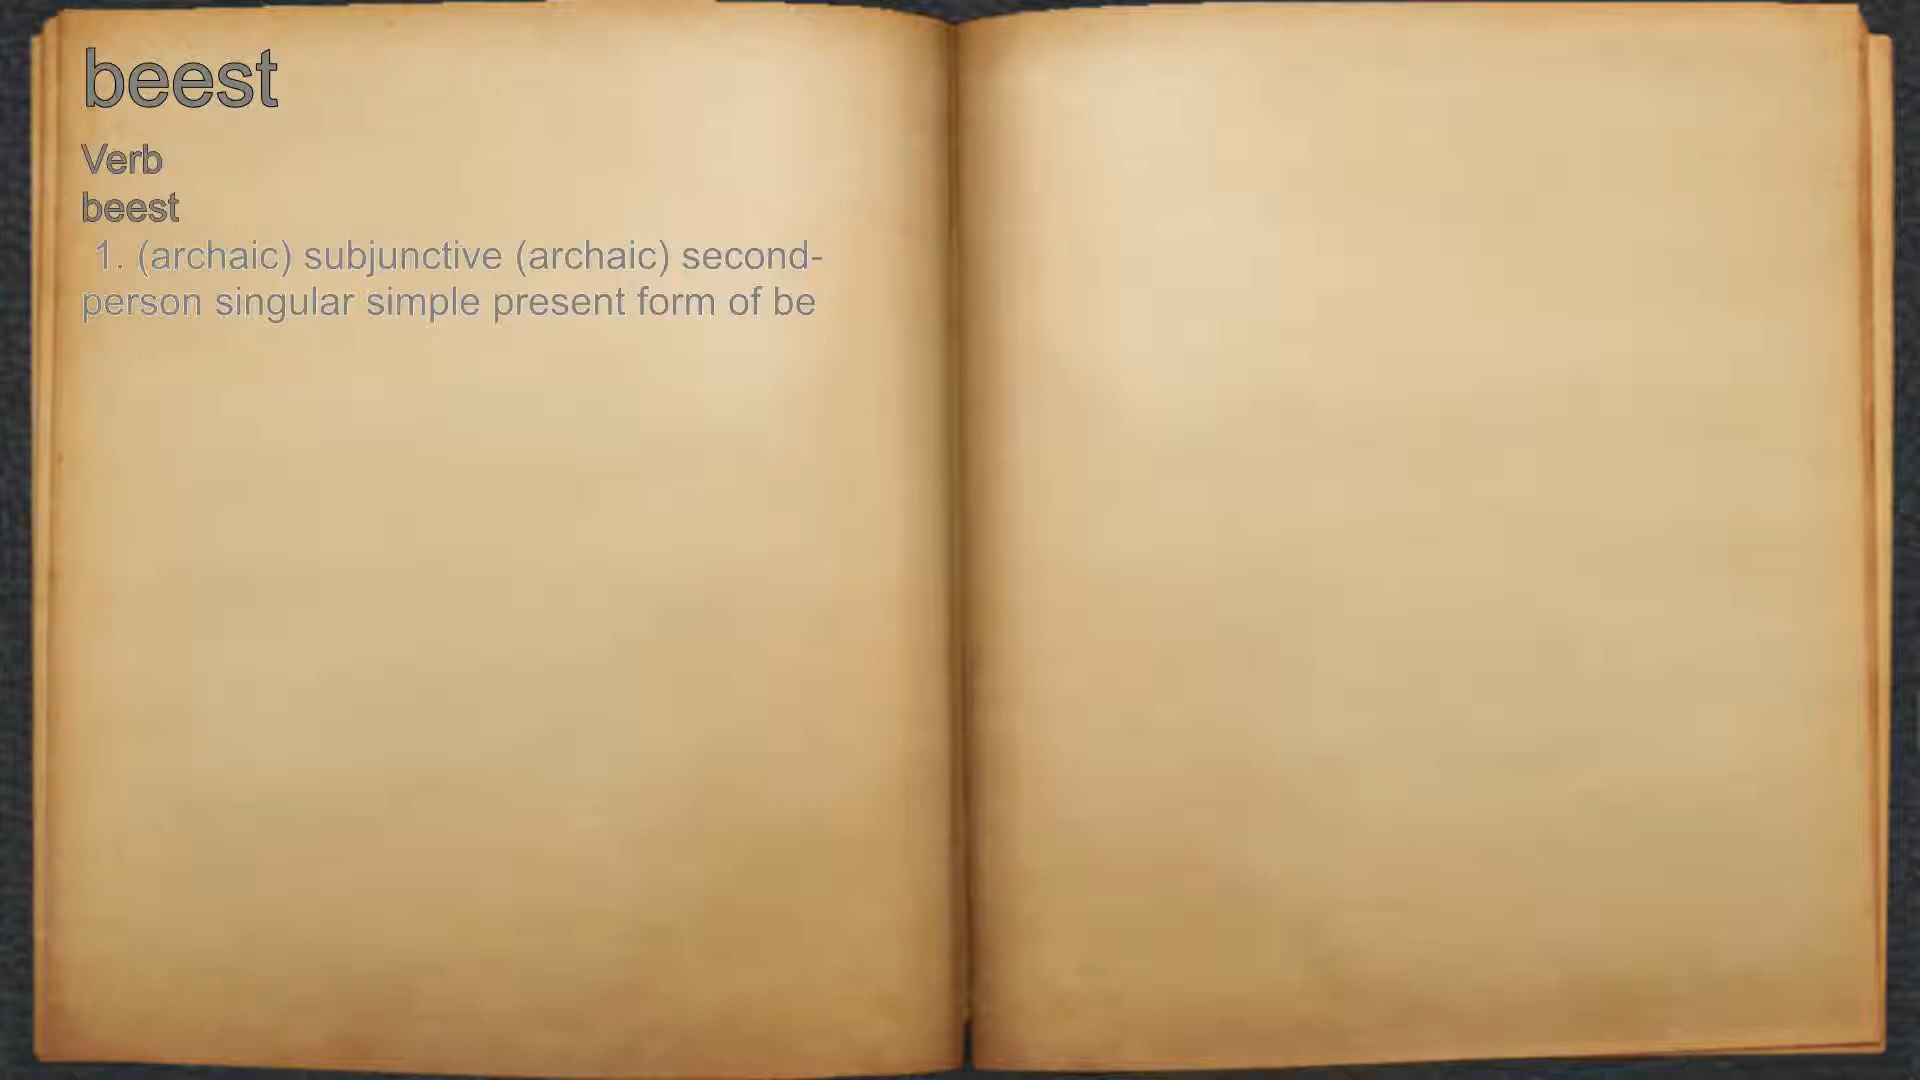 beest
Verb
beest
1. (archaic) subjunctive (archaic) second-
person singular simple present form of be